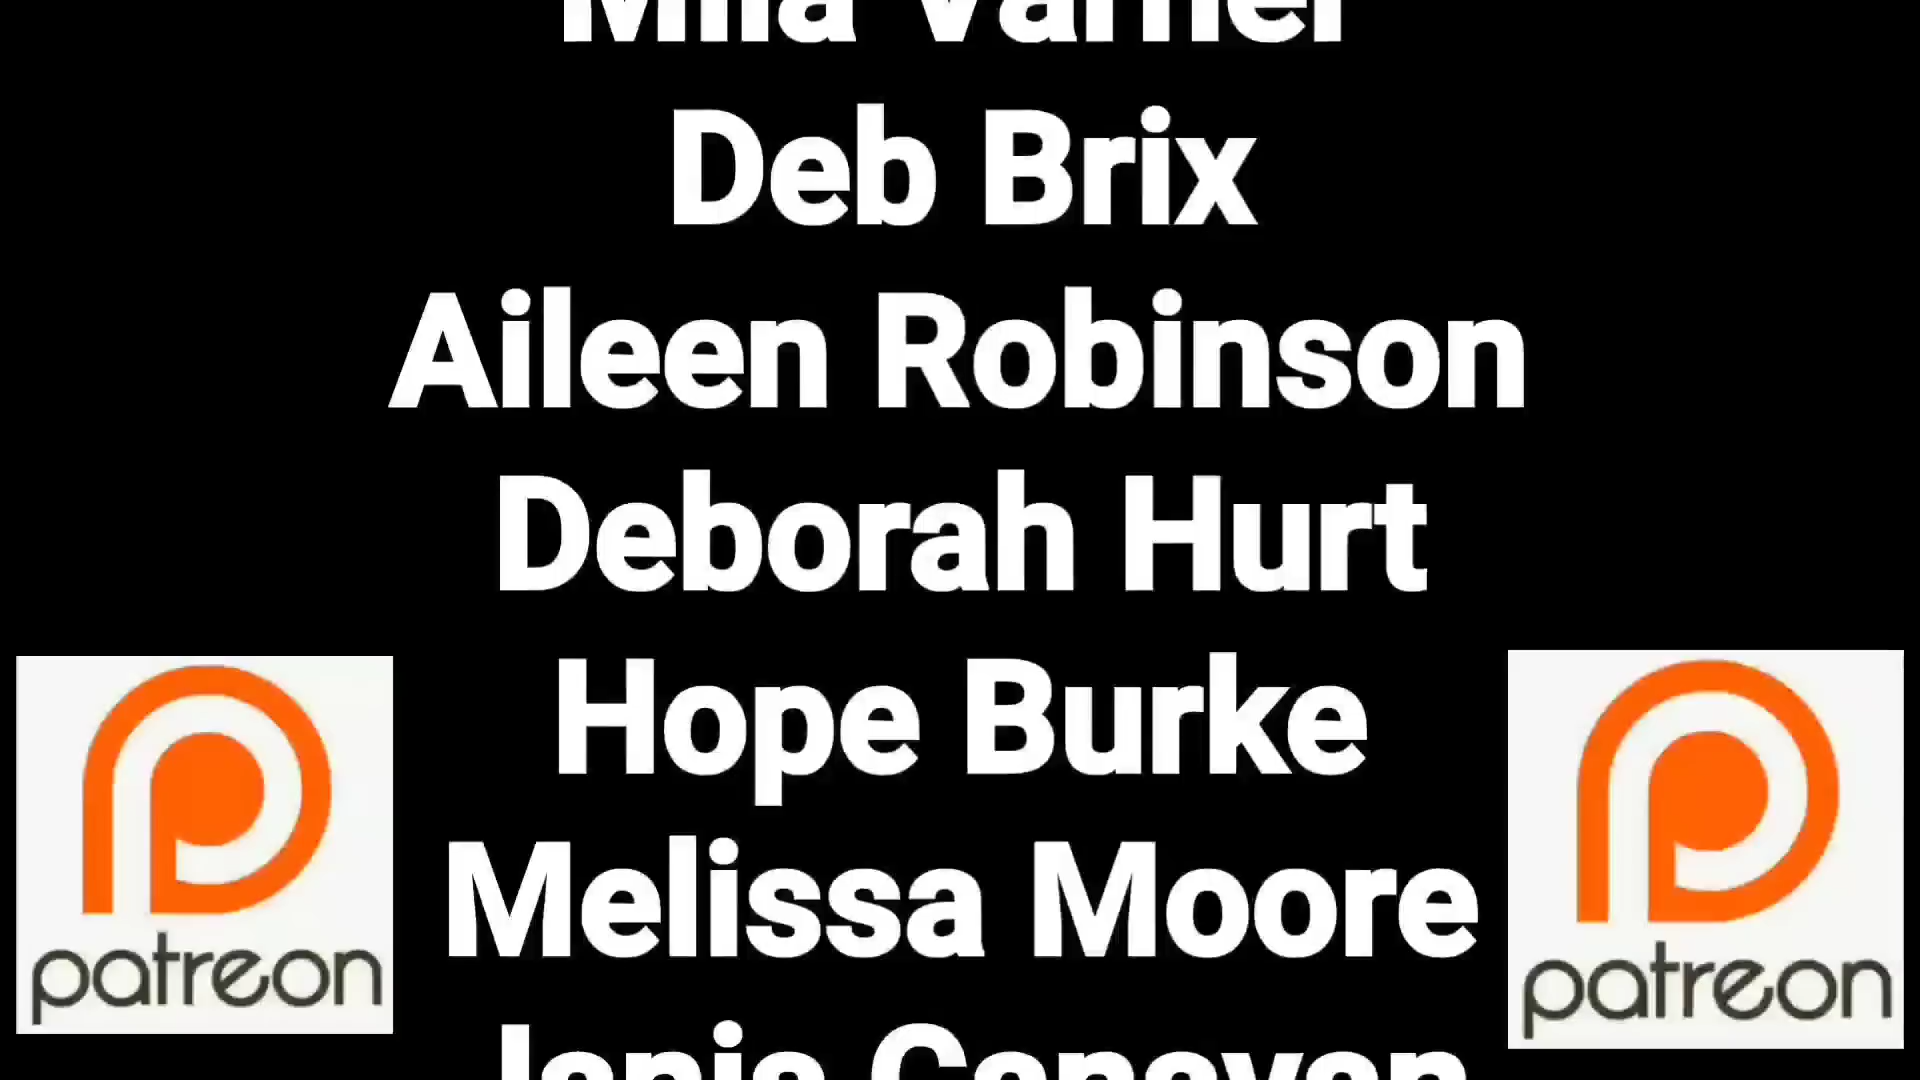 Deb Brix
Aileen Robinson
Deborah Hurt
Hope Burke
Melissa Moore
patreon
patreon